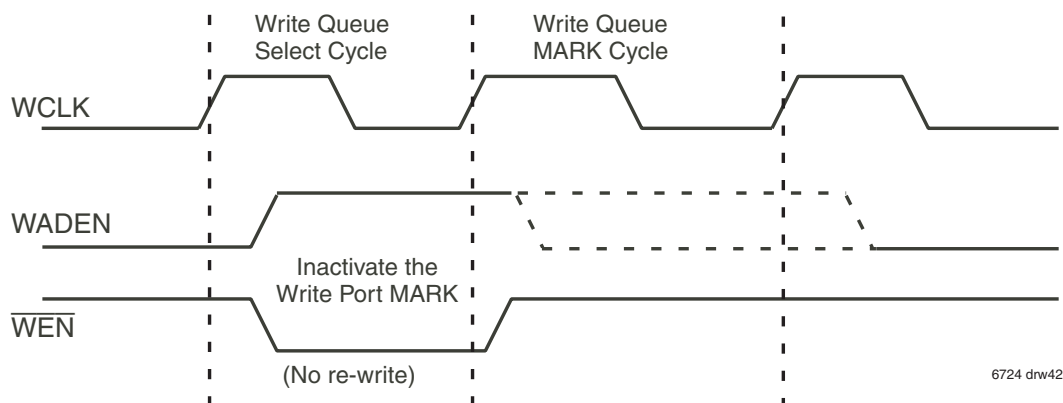 Write Queue
Select Cycle
Write Queue
MARK Cycle
WCLK
WADEN
Inactivate the
Write Port MARK
WEN
(No re-write)
6724 drw42